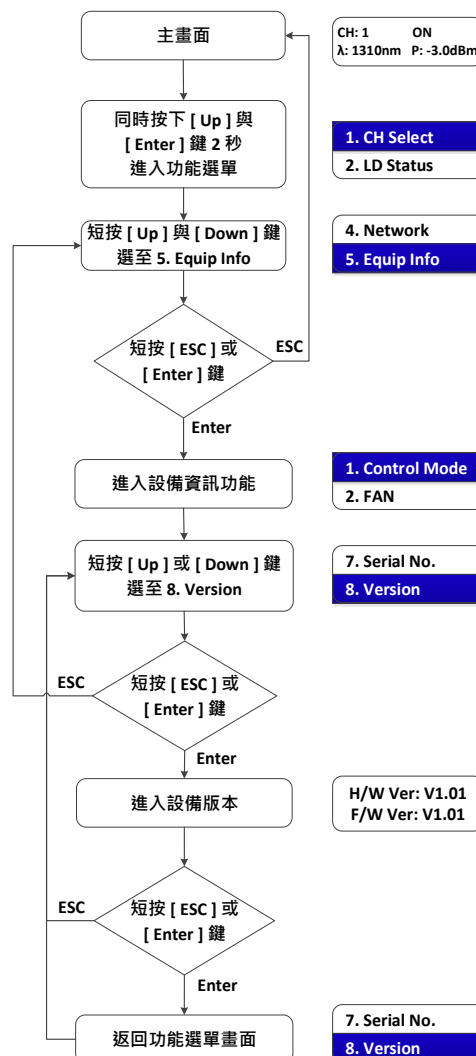 主畫面
CH: 1 ON
λ: 1310nm P: -3.0dBm
同時按下 [ Up ] 與
[ Enter ] 鍵 2 秒
進入功能選單
1. CH Select
2. LD Status
短按 [ Up ] 與 [ Down ] 鍵
選至 5. Equip Info
4. Network
5. Equip Info
短按 [ ESC ] 或
[ Enter ] 鍵
ESC
Enter
進入設備資訊功能
1. Control Mode
2. FAN
短按 [ Up ] 或 [ Down ] 鍵
選至 8. Version
7. Serial No.
8. Version
ESC
短按 [ ESC ] 或
[ Enter ] 鍵
Enter
進入設備版本
H/W Ver: V1.01
F/W Ver: V1.01
ESC
短按 [ ESC ] 或
[ Enter ] 鍵
Enter
返回功能選單畫面
7. Serial No.
8. Version